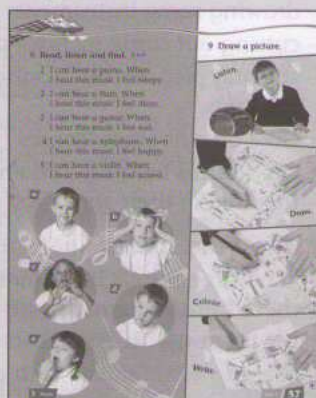 8 Read, listen and find.
1 I can hear a piano. When
I hear this music I feel sleepy.
2 I can hear a flute. When
I hear this music I feel
3 I can hear a guitar. When
I hear this music I feel sad.
4 I can hear a xylophone. When
I hear this music I feel happy.
5 I can hear a violin. When
I hear this music I feel scared.
a
b
c
d
e
9 Draw a picture.
Listen.
Draw.
Colour.
Write.
57